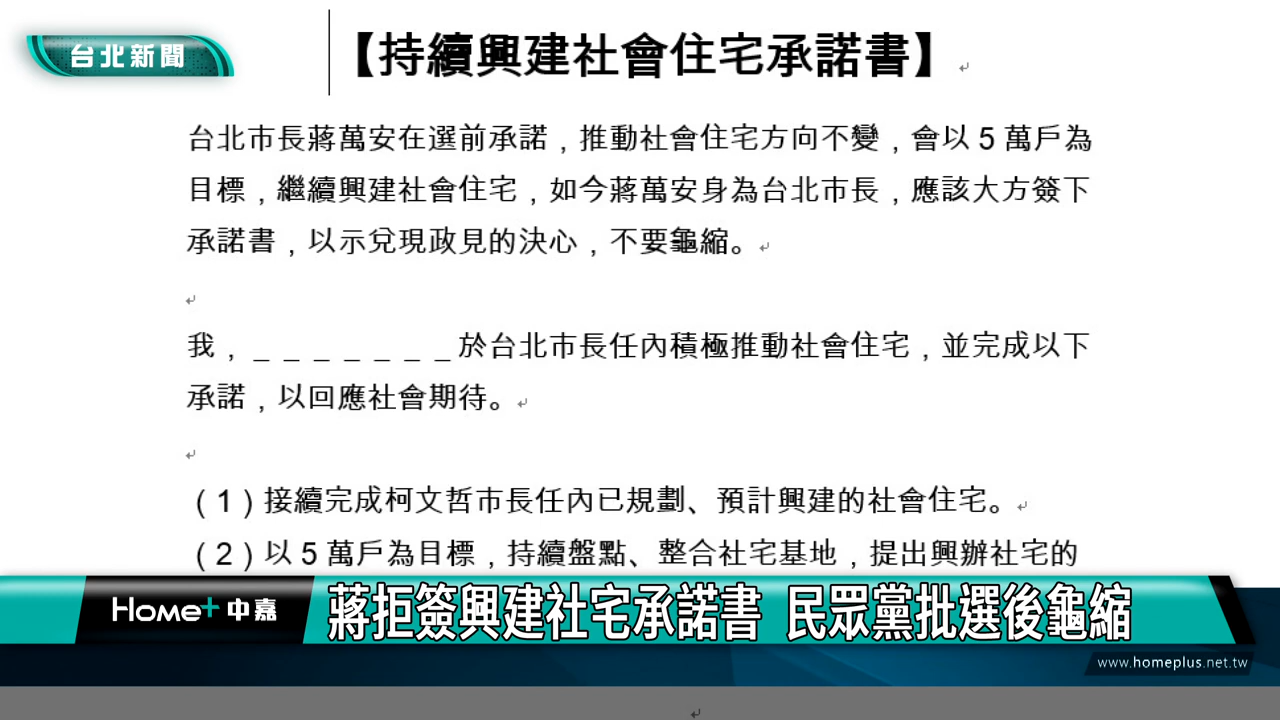 台北新聞
【持續興建社會住宅承諾書】
台北市長蔣萬安在選前承諾，推動社會住宅方向不變，會以 5 萬戶為
目標，繼續興建社會住宅，如今蔣萬安身為台北市長，應該大方簽下
承諾書，以示兌現政見的決心，不要龜縮。
我，_ _ _ _ _ _ _於台北市長任內積極推動社會住宅，並完成以下
承諾，以回應社會期待。
（1）接續完成柯文哲市長任內已規劃、預計興建的社會住宅。
（2）以 5 萬戶為目標，持續盤點、整合社宅基地，提出興辦社宅的
Home+ 中嘉
蔣拒簽興建社宅承諾書 民眾黨批選後龜縮
www.homeplus.net.tw